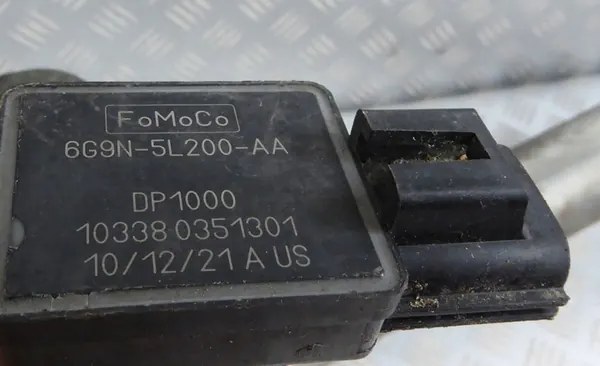 FoMoCo
6G9N-5L200-AA
DP1000
10338 0351301
10/12/21 A US